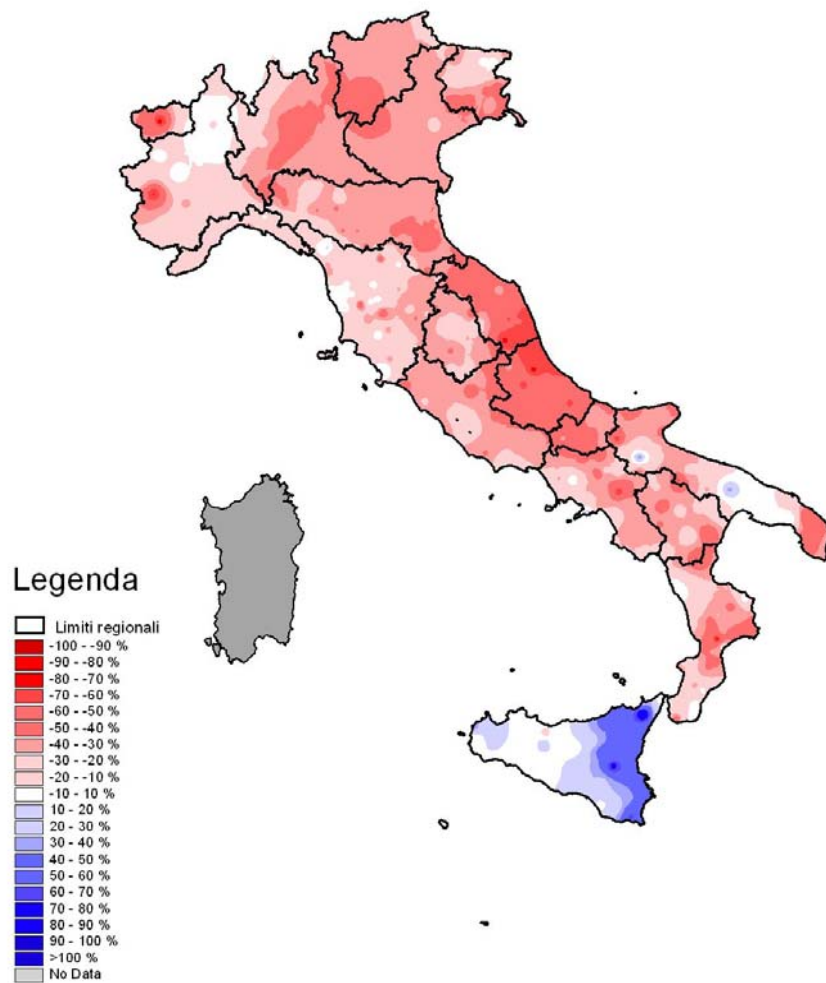 Legenda
Limiti regionali
-100 - -90 %
-90 - -80 %
-80 - -70 %
-70 - -60 %
-60 - -50 %
-50 - -40 %
-40 - -30 %
-30 - -20 %
-20 - -10 %
-10 - 10 %
10 - 20 %
20 - 30 %
30 - 40 %
40 - 50 %
50 - 60 %
60 - 70 %
70 - 80 %
80 - 90 %
90 - 100 %
>100 %
No Data